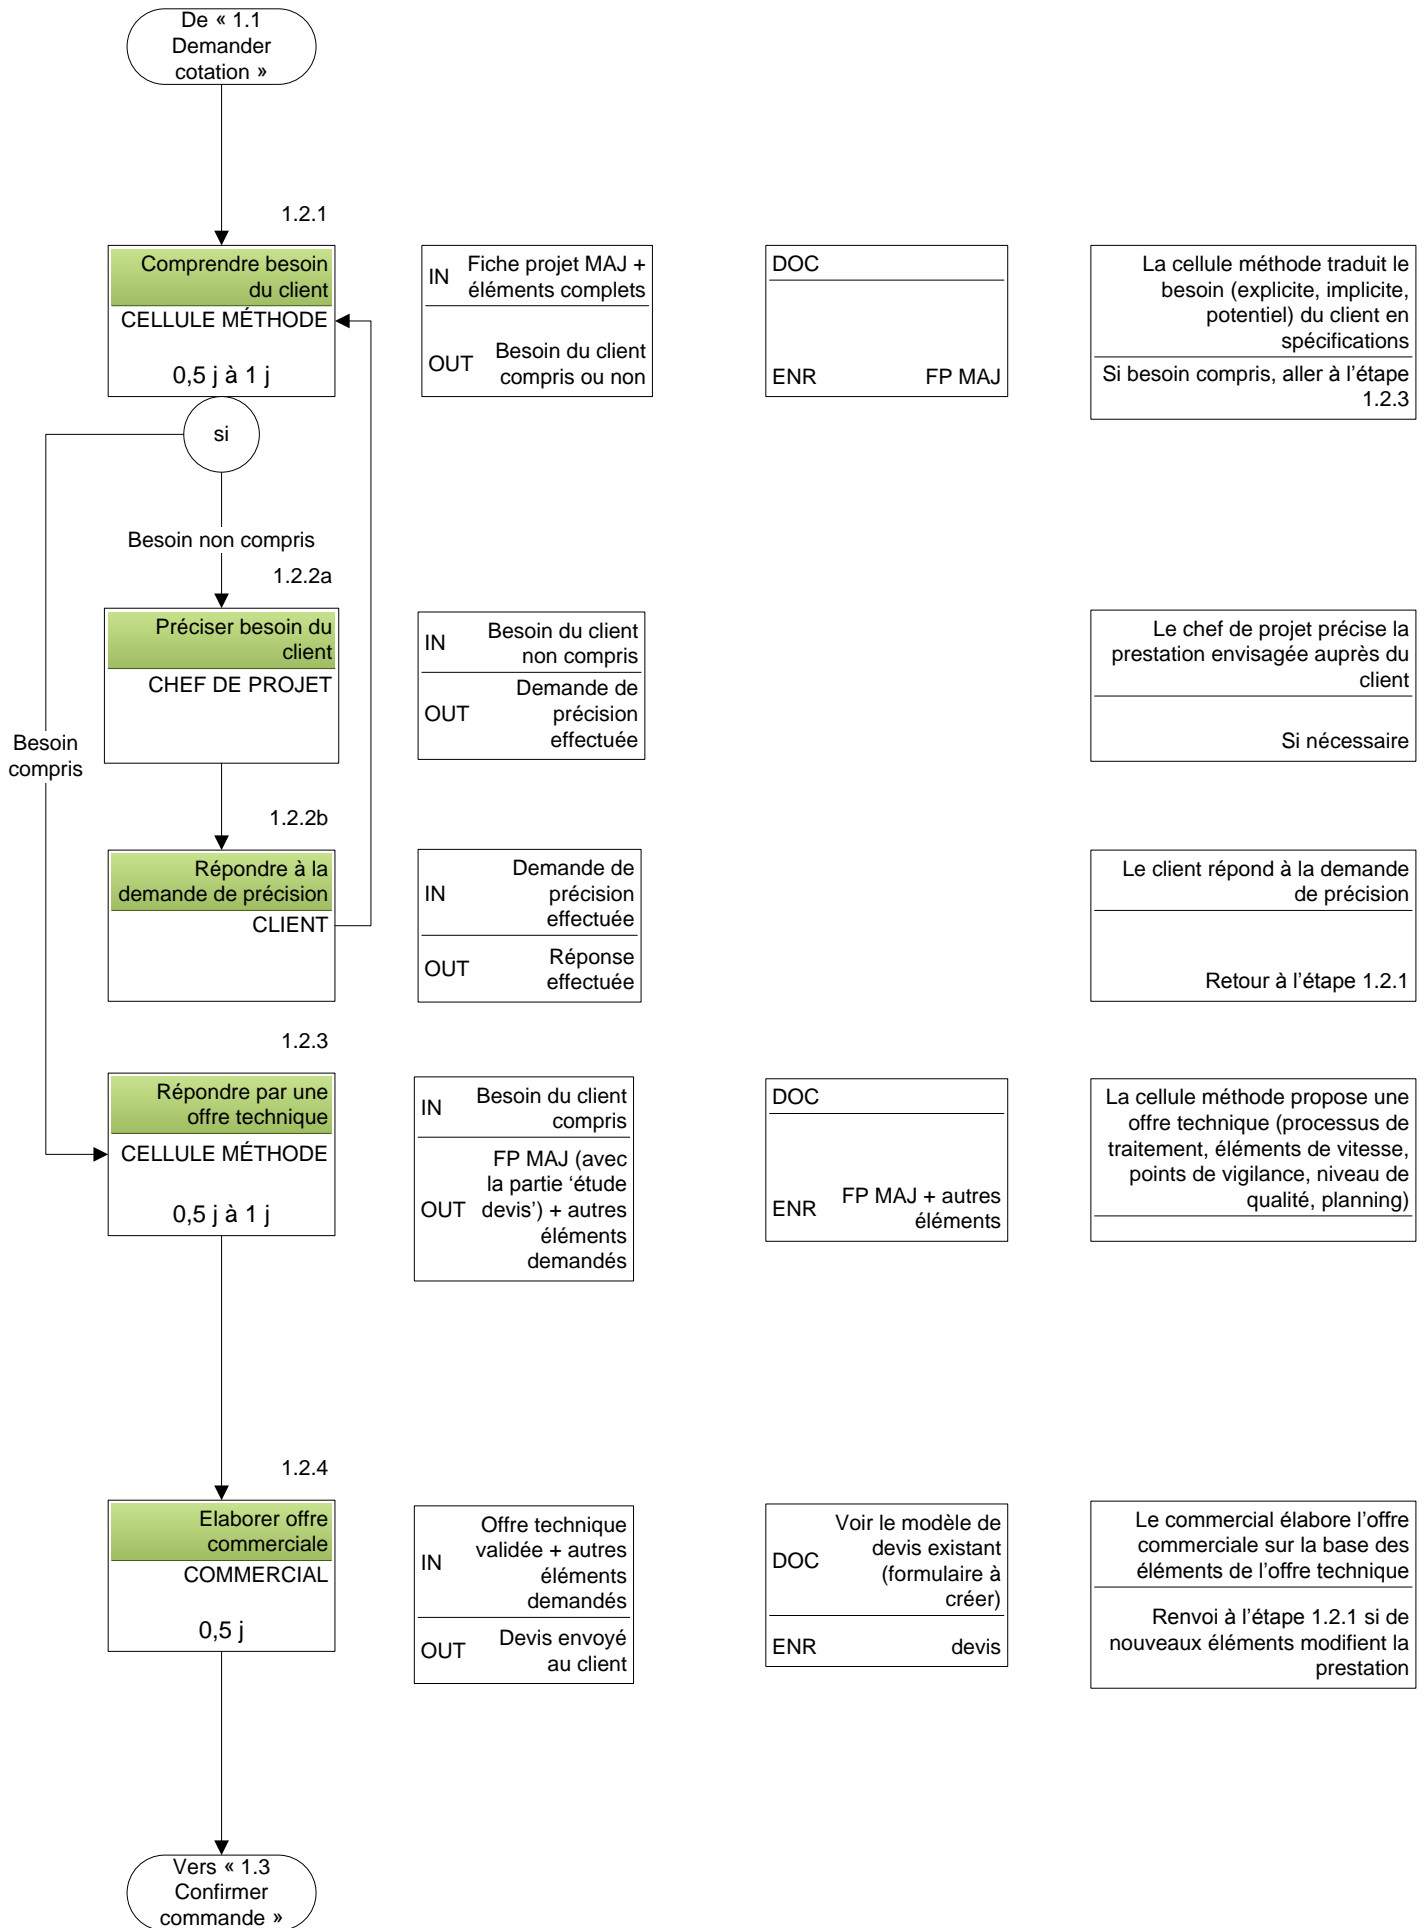 De « 1.1
Demander
cotation »
1.2.1
Comprendre besoin
du client
CELLULE MÉTHODE
0,5 j à 1 j
IN
Fiche projet MAJ +
éléments complets
OUT
Besoin du client
compris ou non
DOC
ENR
FP MAJ
La cellule méthode traduit le
besoin (explicite, implicite,
potentiel) du client en
spécifications
Si besoin compris, aller à l’étape
1.2.3
si
Besoin non compris
1.2.2a
Préciser besoin du
client
CHEF DE PROJET
IN
Besoin du client
non compris
OUT
Demande de
précision
effectuée
Le chef de projet précise la
prestation envisagée auprès du
client
Si nécessaire
Besoin
compris
1.2.2b
Répondre à la
demande de précision
CLIENT
IN
Demande de
précision
effectuée
OUT
Réponse
effectuée
Le client répond à la demande
de précision
Retour à l’étape 1.2.1
1.2.3
Répondre par une
offre technique
CELLULE MÉTHODE
0,5 j à 1 j
IN
Besoin du client
compris
OUT
FP MAJ (avec
la partie ‘étude
devis’) + autres
éléments
demandés
DOC
ENR
FP MAJ + autres
éléments
La cellule méthode propose une
offre technique (processus de
traitement, éléments de vitesse,
points de vigilance, niveau de
qualité, planning)
1.2.4
Elaborer offre
commerciale
COMMERCIAL
0,5 j
IN
Offre technique
validée + autres
éléments
demandés
OUT
Devis envoyé
au client
DOC
Voir le modèle de
devis existant
(formulaire à
créer)
ENR
devis
Le commercial élabore l’offre
commerciale sur la base des
éléments de l’offre technique
Renvoi à l’étape 1.2.1 si de
nouveaux éléments modifient la
prestation
Vers « 1.3
Confirmer
commande »